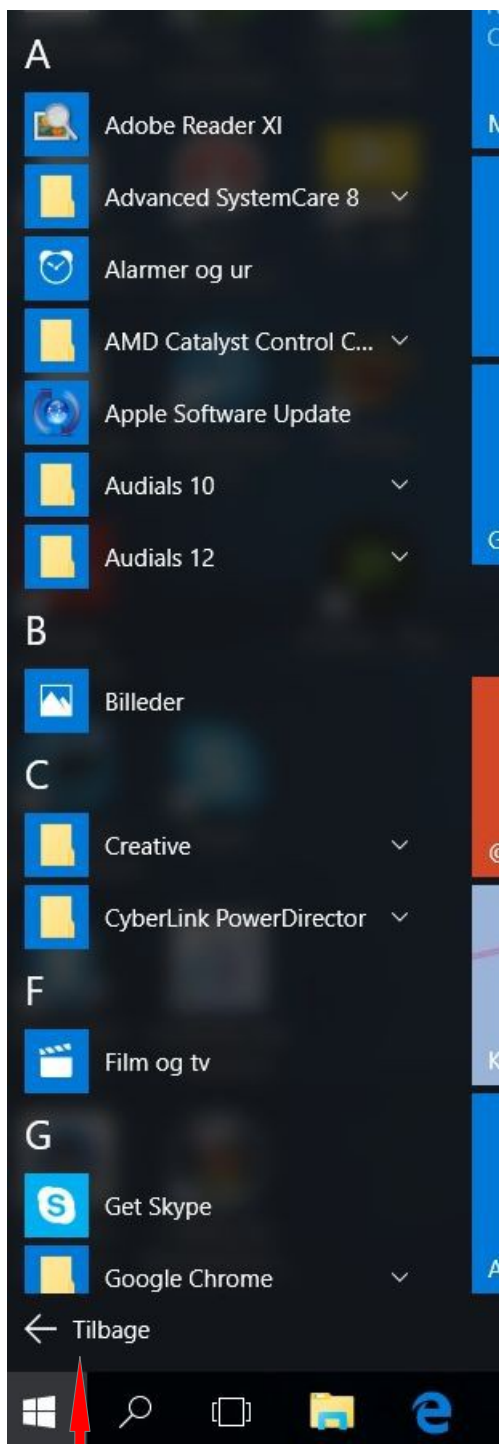 A
Adobe Reader XI
Advanced SystemCare 8
Alarmer og ur
AMD Catalyst Control C...
Apple Software Update
Audials 10
Audials 12
B
Billeder
C
Creative
CyberLink PowerDirector
F
Film og tv
G
Get Skype
Google Chrome
Tilbage